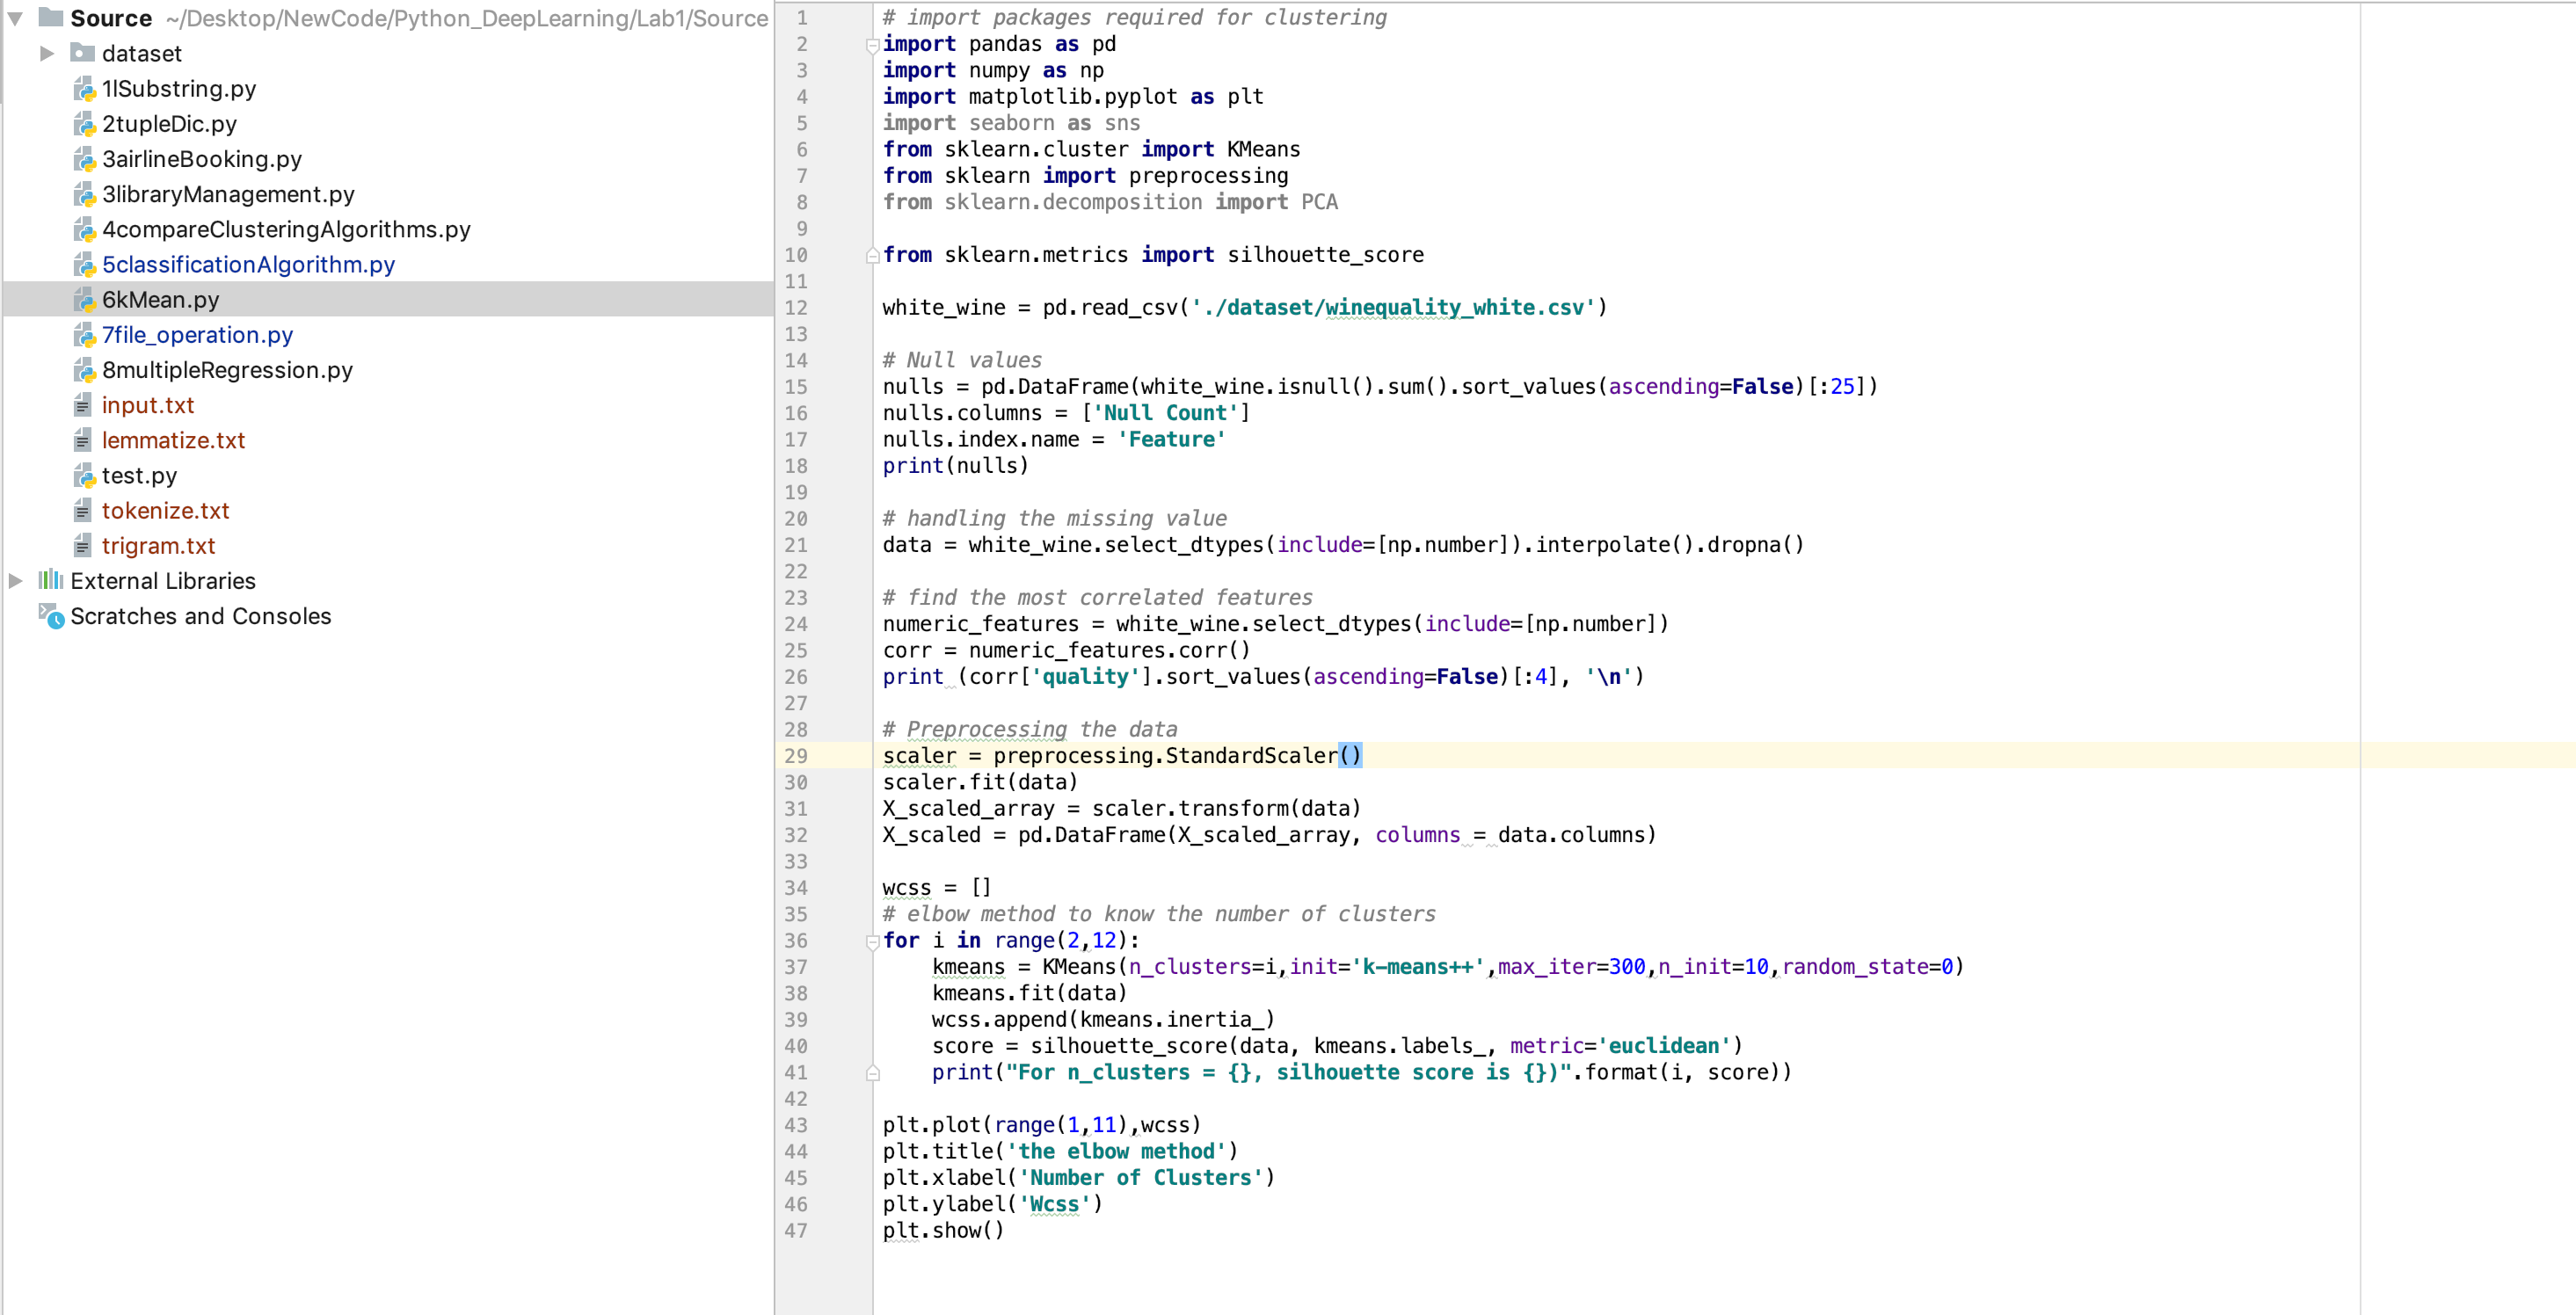 Source ~/Desktop/NewCode/Python_DeepLearning/Lab1/Source
dataset
1lSubstring.py
2tupleDic.py
3airlineBooking.py
3libraryManagement.py
4compareClusteringAlgorithms.py
5classificationAlgorithm.py
6kMean.py
7file_operation.py
8multipleRegression.py
input.txt
lemmatize.txt
test.py
tokenize.txt
trigram.txt
External Libraries
Scratches and Consoles
1 # import packages required for clustering
2 import pandas as pd
3 import numpy as np
4 import matplotlib.pyplot as plt
5 import seaborn as sns
6 from sklearn.cluster import KMeans
7 from sklearn import preprocessing
8 from sklearn.decomposition import PCA
9
10 from sklearn.metrics import silhouette_score
11
12 white_wine = pd.read_csv('./dataset/winequality_white.csv')
13
14 # Null values
15 nulls = pd.DataFrame(white_wine.isnull().sum().sort_values(ascending=False)[:25])
16 nulls.columns = ['Null Count']
17 nulls.index.name = 'Feature'
18 print(nulls)
19
20 # handling the missing value
21 data = white_wine.select_dtypes(include=[np.number]).interpolate().dropna()
22
23 # find the most correlated features
24 numeric_features = white_wine.select_dtypes(include=[np.number])
25 corr = numeric_features.corr()
26 print (corr['quality'].sort_values(ascending=False)[:4], '\n')
27
28 # Preprocessing the data
29 scaler = preprocessing.StandardScaler()
30 scaler.fit(data)
31 X_scaled_array = scaler.transform(data)
32 X_scaled = pd.DataFrame(X_scaled_array, columns = data.columns)
33
34 wcss = []
35 # elbow method to know the number of clusters
36 for i in range(2,12):
37     kmeans = KMeans(n_clusters=i,init='k-means++',max_iter=300,n_init=10,random_state=0)
38     kmeans.fit(data)
39     wcss.append(kmeans.inertia_)
40     score = silhouette_score(data, kmeans.labels_, metric='euclidean')
41     print("For n_clusters = {}, silhouette score is {})".format(i, score))
42
43 plt.plot(range(1,11),wcss)
44 plt.title('the elbow method')
45 plt.xlabel('Number of Clusters')
46 plt.ylabel('Wcss')
47 plt.show()